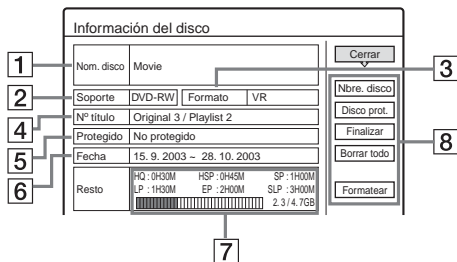 Información del disco
Cerrar
1
Nom. disco Movie
3
Nbre. disco
2
Soporte DVD-RW Formato VR
Disco prot.
4
Nº título Original 3 / Playlist 2
Finalizar
8
5
Protegido No protegido
Borrar todo
6
Fecha 15. 9. 2003 ~ 28. 10. 2003
Resto
HQ : 0H30M HSP : 0H45M SP : 1H00M
LP : 1H30M EP : 2H00M SLP : 3H00M
Formatear
2. 3 / 4. 7GB
7